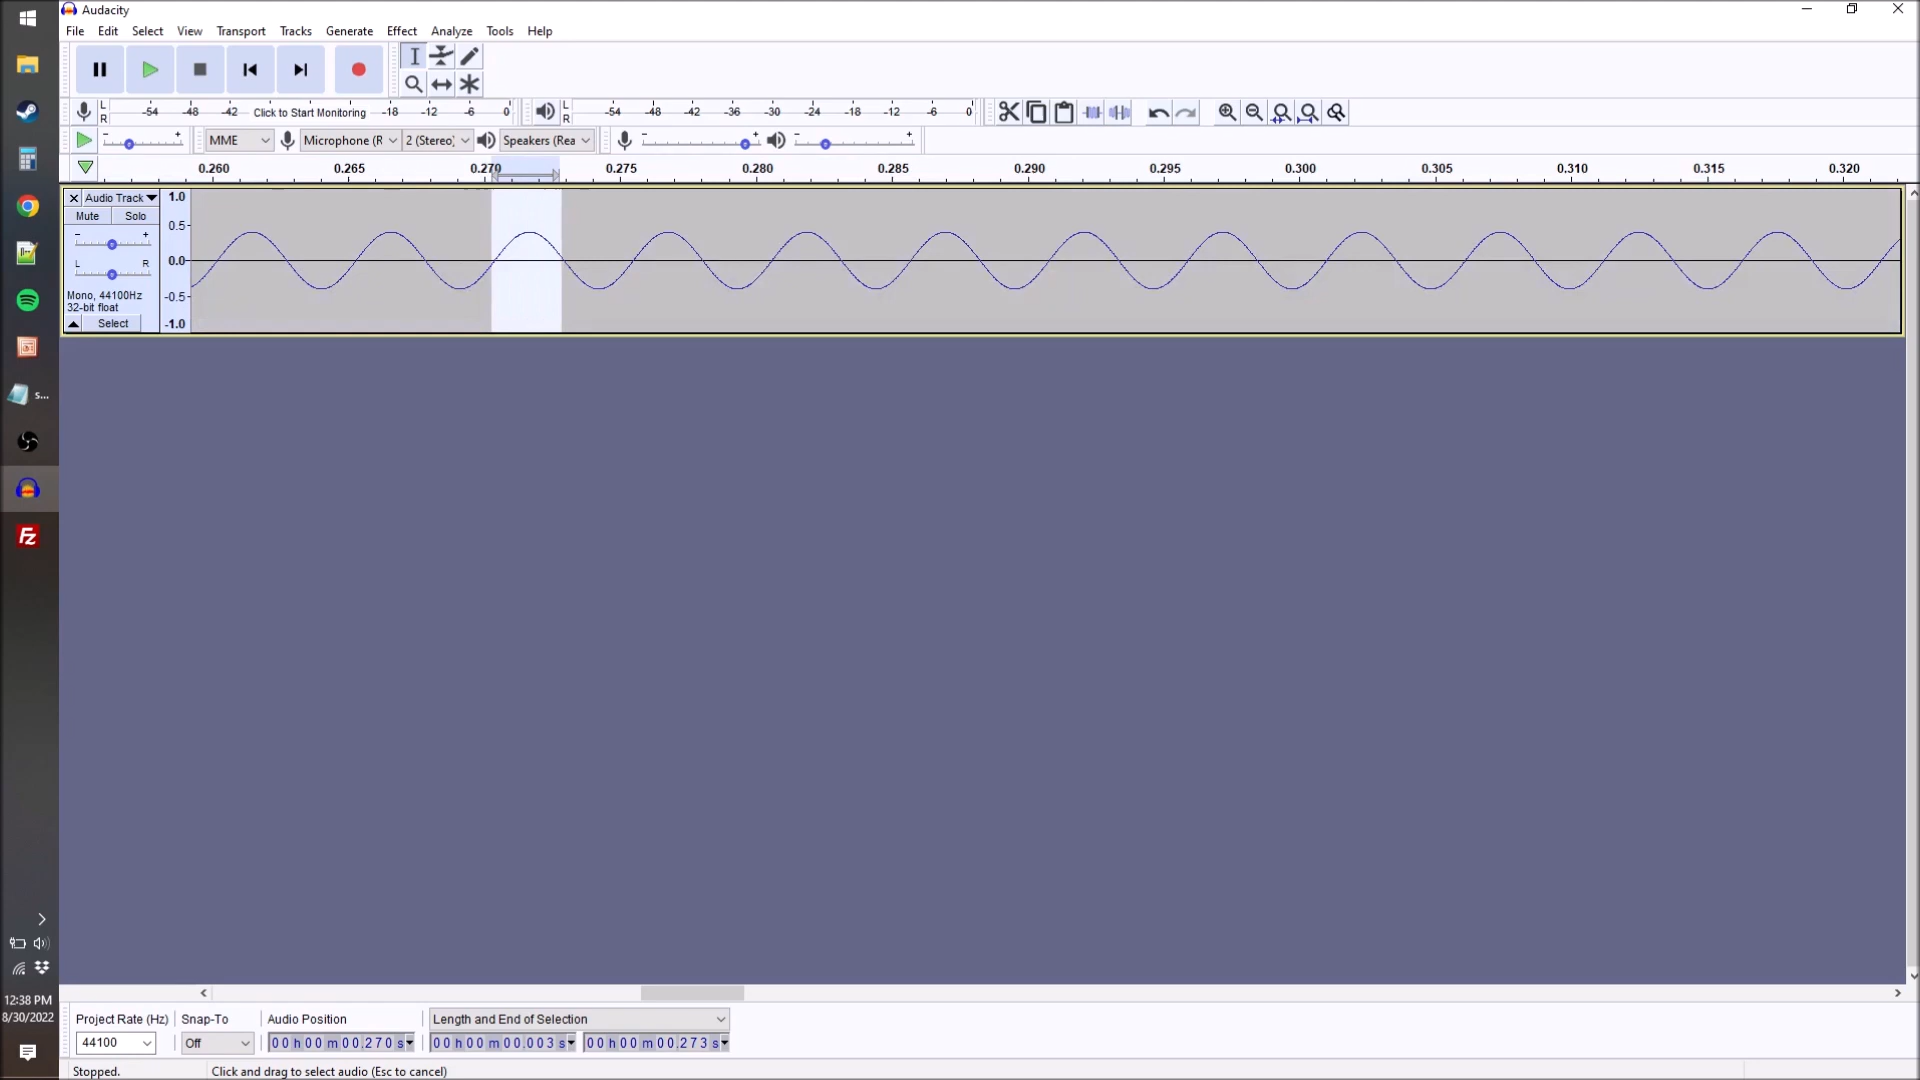 Audacity
File Edit Select View Transport Tracks Generate Effect Analyze Tools Help
L R -54 -48 -42 Click to Start Monitoring -18 -12 -6 0 L R -54 -48 -42 -36 -30 -24 -18 -12 -6 0
- + MME Microphone (R 2 (Stereo) Speakers (Rea - + - +
0.260 0.265 0.270 0.275 0.280 0.285 0.290 0.295 0.300 0.305 0.310 0.315 0.320
Audio Track 1.0
Mute Solo 0.5
- +
0.0
L R
Mono, 44100Hz -0.5
32-bit float
Select -1.0
s...
Fz
12:38 PM
8/30/2022
Project Rate (Hz) Snap-To Audio Position Length and End of Selection
44100 Off 00 h 00 m 00.270 s 00 h 00 m 00.003 s 00 h 00 m 00.273 s
Stopped. Click and drag to select audio (Esc to cancel)